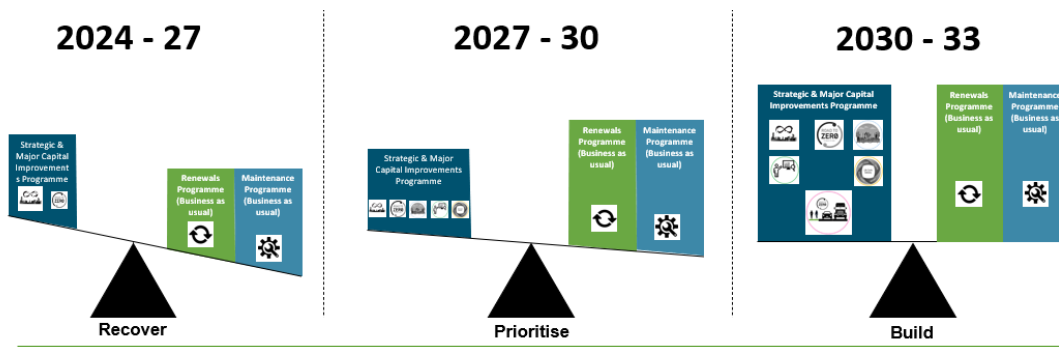 2024 - 27
2027 - 30
2030 - 33
Strategic &
Major Capital
Improvement
s Programme
Renewals
Programme
(Business as
usual)
Maintenance
Programme
(Business as
usual)
Strategic & Major
Capital Improvements
Programme
Renewals
Programme
(Business as
usual)
Maintenance
Programme
(Business as
usual)
Strategic & Major Capital
Improvements Programme
Renewals
Programme
(Business as
usual)
Maintenance
Programme
(Business as
usual)
ZERO
ZERO
ZERO
Recover
Prioritise
Build